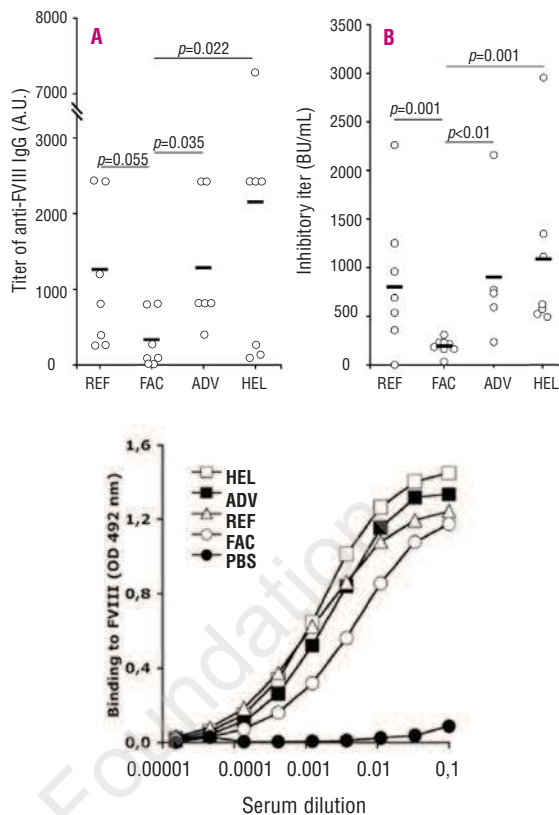 A
Titer of anti-FVIII IgG (A.U.)
8000
7000
3000
2000
1000
0
p=0.022
p=0.035
p=0.055
REF FAC ADV HEL
B
Inhibitory iter (BU/mL)
3500
3000
2500
2000
1500
1000
500
0
p=0.001
p=0.001
p<0.01
REF FAC ADV HEL
Binding to FVIII (OD 492 nm)
1,6
1,2
0,8
0,4
0,0
HEL
ADV
REF
FAC
PBS
0.00001 0.0001 0.001 0.01 0,1
Serum dilution
Foundation